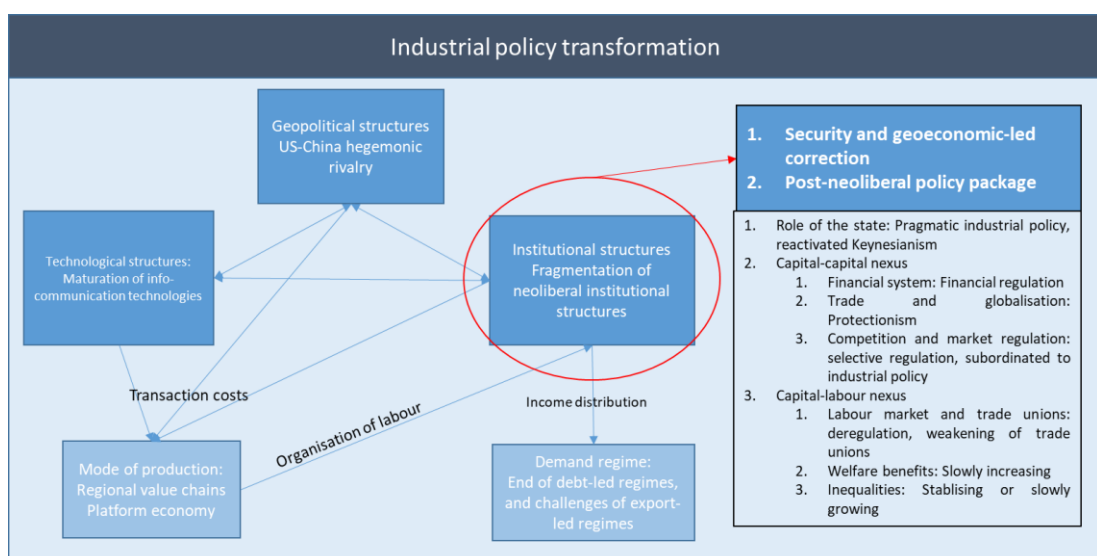 Industrial policy transformation
Geopolitical structures
US-China hegemonic
rivalry
Technological structures:
Maturation of info-
communication technologies
Institutional structures
Fragmentation of
neoliberal institutional
structures
Transaction costs
Organisation of labour
Income distribution
Mode of production:
Regional value chains
Platform economy
Demand regime:
End of debt-led regimes,
and challenges of export-
led regimes
1. Security and geoeconomic-led
correction
2. Post-neoliberal policy package
1. Role of the state: Pragmatic industrial policy,
reactivated Keynesianism
2. Capital-capital nexus
1. Financial system: Financial regulation
2. Trade and globalisation:
Protectionism
3. Competition and market regulation:
selective regulation, subordinated to
industrial policy
3. Capital-labour nexus
1. Labour market and trade unions:
deregulation, weakening of trade
unions
2. Welfare benefits: Slowly increasing
3. Inequalities: Stablising or slowly
growing